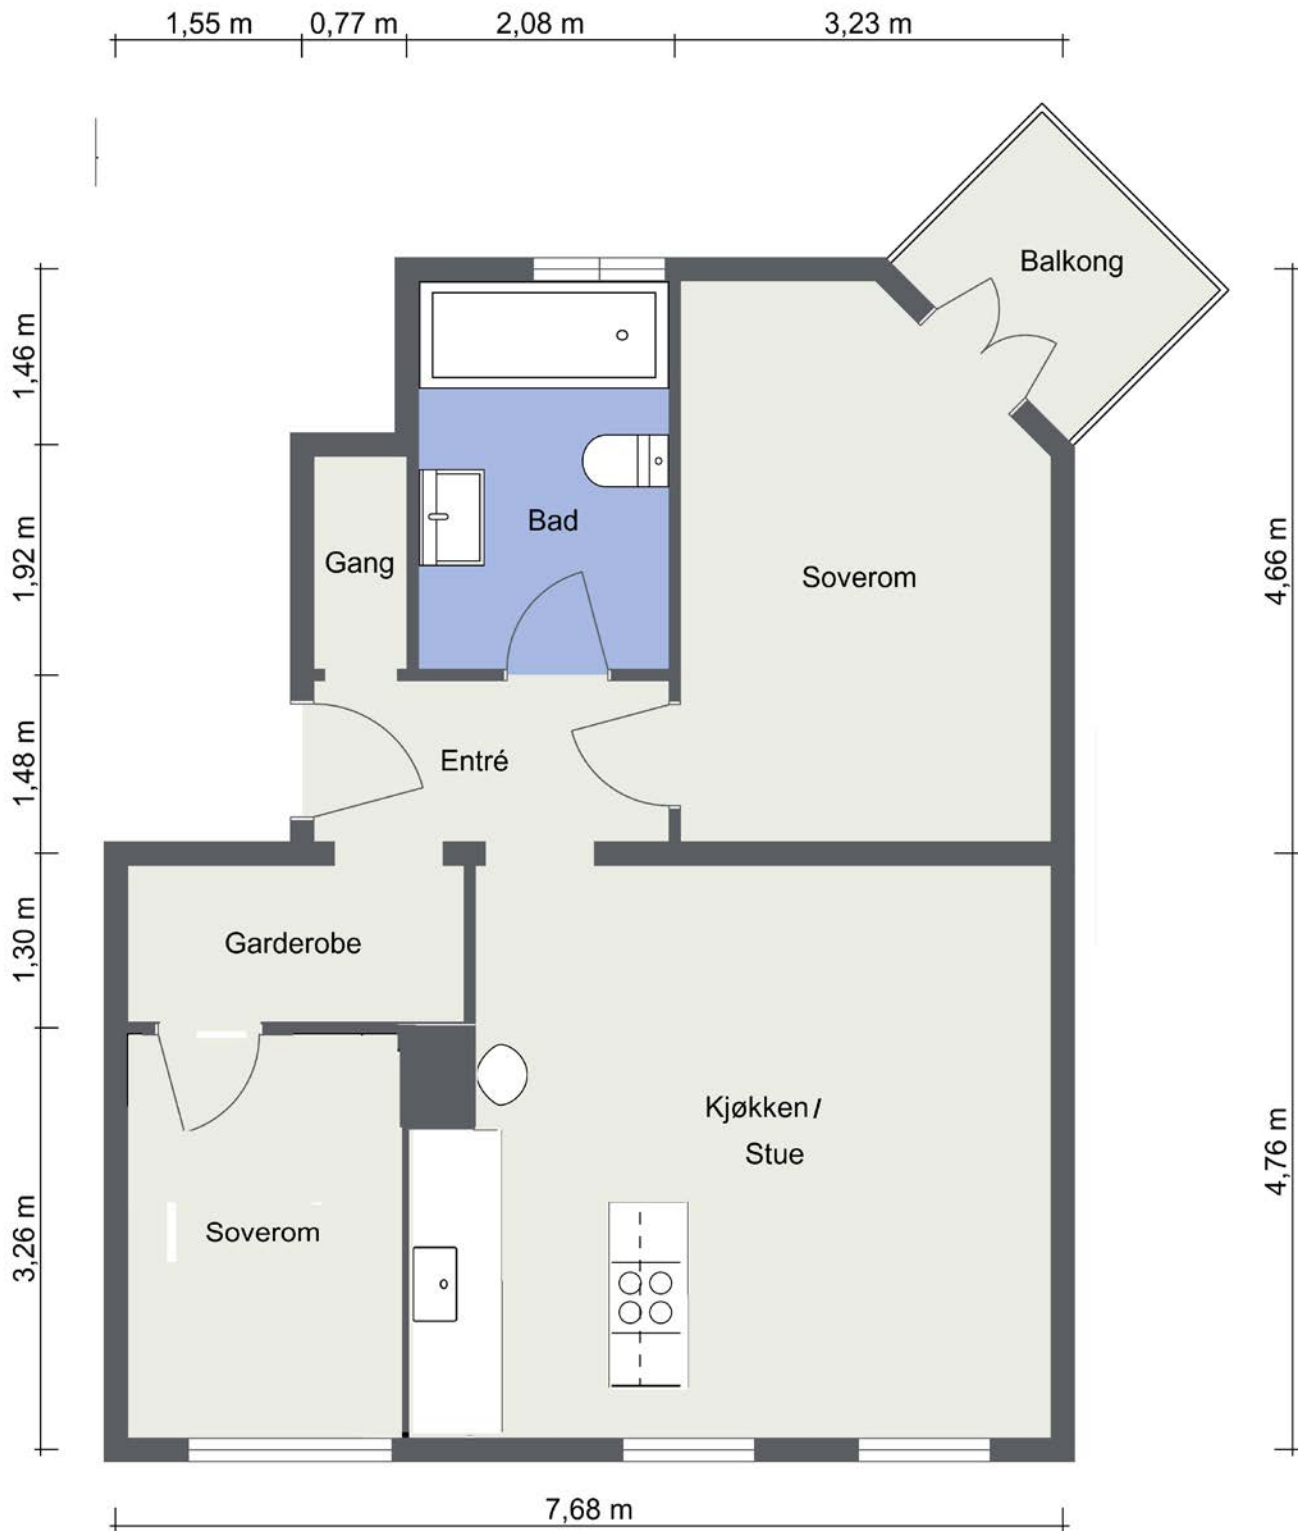 1,55 m
0,77 m
2,08 m
3,23 m
Balkong
1,46 m
Bad
Gang
1,92 m
Soverom
4,66 m
Entré
1,48 m
Garderobe
1,30 m
Kjøkken/
Stue
4,76 m
Soverom
3,26 m
7,68 m